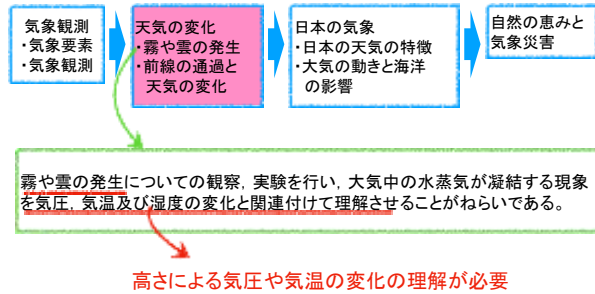 気象観測
・気象要素
・気象観測
天気の変化
・霧や雲の発生
・前線の通過と
天気の変化
日本の気象
・日本の天気の特徴
・大気の動きと海洋
の影響
自然の恵みと
気象災害
霧や雲の発生についての観察，実験を行い，大気中の水蒸気が凝結する現象
を気圧，気温及び湿度の変化と関連付けて理解させることがねらいである。
高さによる気圧や気温の変化の理解が必要